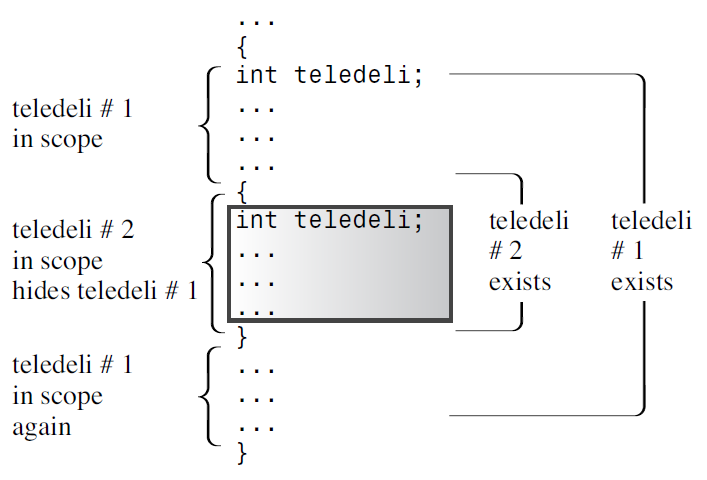 ...
{
int teledeli;
...
...
...
{
int teledeli;
...
...
...
}
...
...
...
}
teledeli # 1
in scope
teledeli # 2
in scope
hides teledeli # 1
teledeli # 1
in scope
again
teledeli
# 2
exists
teledeli
# 1
exists